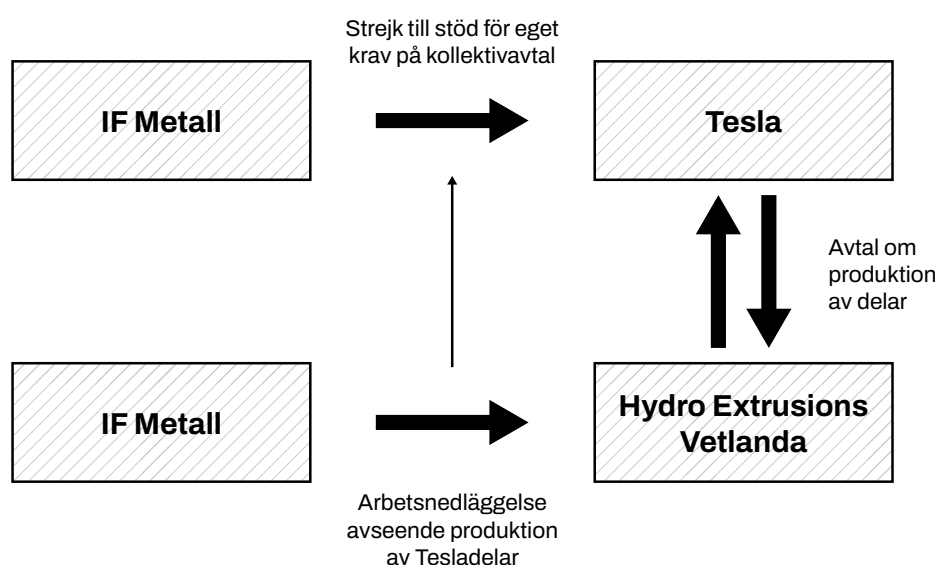 Strejk till stöd för eget
krav på kollektivavtal
IF Metall
Tesla
Avtal om
produktion
av delar
IF Metall
Hydro Extrusions
Vetlanda
Arbetsnedläggelse
avseende produktion
av Tesladelar